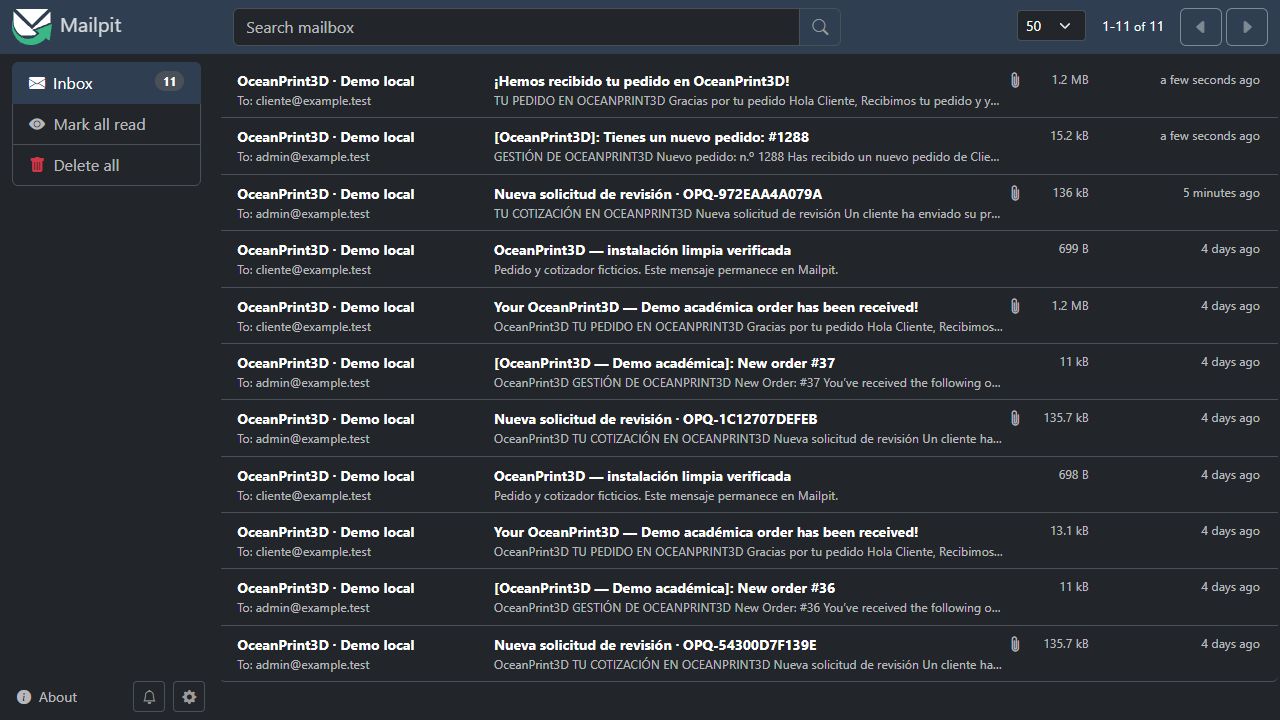 Mailpit
Search mailbox
50
1-11 of 11
Inbox 11
Mark all read
Delete all
OceanPrint3D · Demo local ¡Hemos recibido tu pedido en OceanPrint3D! 1.2 MB a few seconds ago
To: cliente@example.test TU PEDIDO EN OCEANPRINT3D Gracias por tu pedido Hola Cliente, Recibimos tu pedido y y...
OceanPrint3D · Demo local [OceanPrint3D]: Tienes un nuevo pedido: #1288 15.2 kB a few seconds ago
To: admin@example.test GESTIÓN DE OCEANPRINT3D Nuevo pedido: n.º 1288 Has recibido un nuevo pedido de Clie...
OceanPrint3D · Demo local Nueva solicitud de revisión · OPQ-972EAA4A079A 136 kB 5 minutes ago
To: admin@example.test TU COTIZACIÓN EN OCEANPRINT3D Nueva solicitud de revisión Un cliente ha enviado su pr...
OceanPrint3D · Demo local OceanPrint3D — instalación limpia verificada 699 B 4 days ago
To: cliente@example.test Pedido y cotizador ficticios. Este mensaje permanece en Mailpit.
OceanPrint3D · Demo local Your OceanPrint3D — Demo académica order has been received! 1.2 MB 4 days ago
To: cliente@example.test OceanPrint3D TU PEDIDO EN OCEANPRINT3D Gracias por tu pedido Hola Cliente, Recibimos...
OceanPrint3D · Demo local [OceanPrint3D — Demo académica]: New order #37 11 kB 4 days ago
To: admin@example.test OceanPrint3D GESTIÓN DE OCEANPRINT3D New Order: #37 You've received the following o...
OceanPrint3D · Demo local Nueva solicitud de revisión · OPQ-1C12707DEFEB 135.7 kB 4 days ago
To: admin@example.test OceanPrint3D TU COTIZACIÓN EN OCEANPRINT3D Nueva solicitud de revisión Un cliente ha...
OceanPrint3D · Demo local OceanPrint3D — instalación limpia verificada 698 B 4 days ago
To: cliente@example.test Pedido y cotizador ficticios. Este mensaje permanece en Mailpit.
OceanPrint3D · Demo local Your OceanPrint3D — Demo académica order has been received! 13.1 kB 4 days ago
To: cliente@example.test OceanPrint3D TU PEDIDO EN OCEANPRINT3D Gracias por tu pedido Hola Cliente, Recibimos...
OceanPrint3D · Demo local [OceanPrint3D — Demo académica]: New order #36 11 kB 4 days ago
To: admin@example.test OceanPrint3D GESTIÓN DE OCEANPRINT3D New Order: #36 You've received the following o...
OceanPrint3D · Demo local Nueva solicitud de revisión · OPQ-54300D7F139E 135.7 kB 4 days ago
To: admin@example.test OceanPrint3D TU COTIZACIÓN EN OCEANPRINT3D Nueva solicitud de revisión Un cliente ha...
About